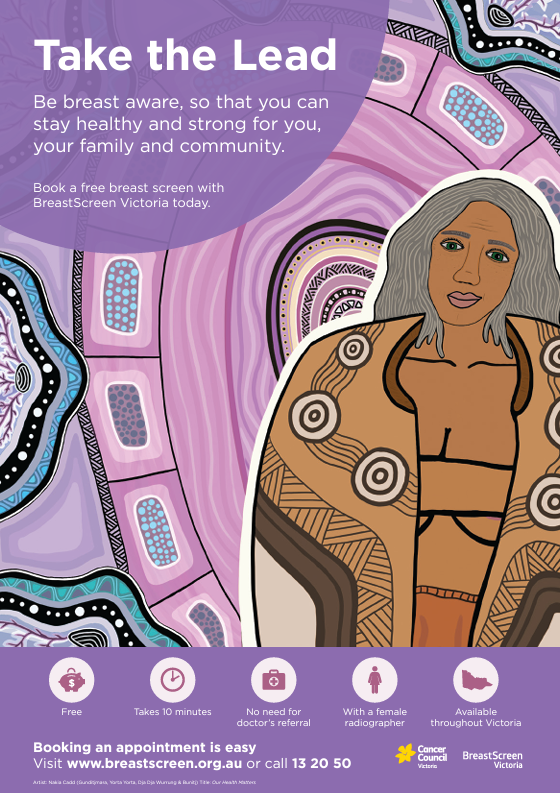 Take the Lead
Be breast aware, so that you can
stay healthy and strong for you,
your family and community.
Book a free breast screen with
BreastScreen Victoria today.
$
Free
Takes 10 minutes
No need for
doctor's referral
With a female
radiographer
Available
throughout Victoria
Booking an appointment is easy
Visit www.breastscreen.org.au or call 13 20 50
Cancer
Council
Victoria
BreastScreen
Victoria
Artist: Nakia Cadd (Gunditjmara, Yorta Yorta, Dja Dja Wurrung & Bunitj) Title: Our Health Matters